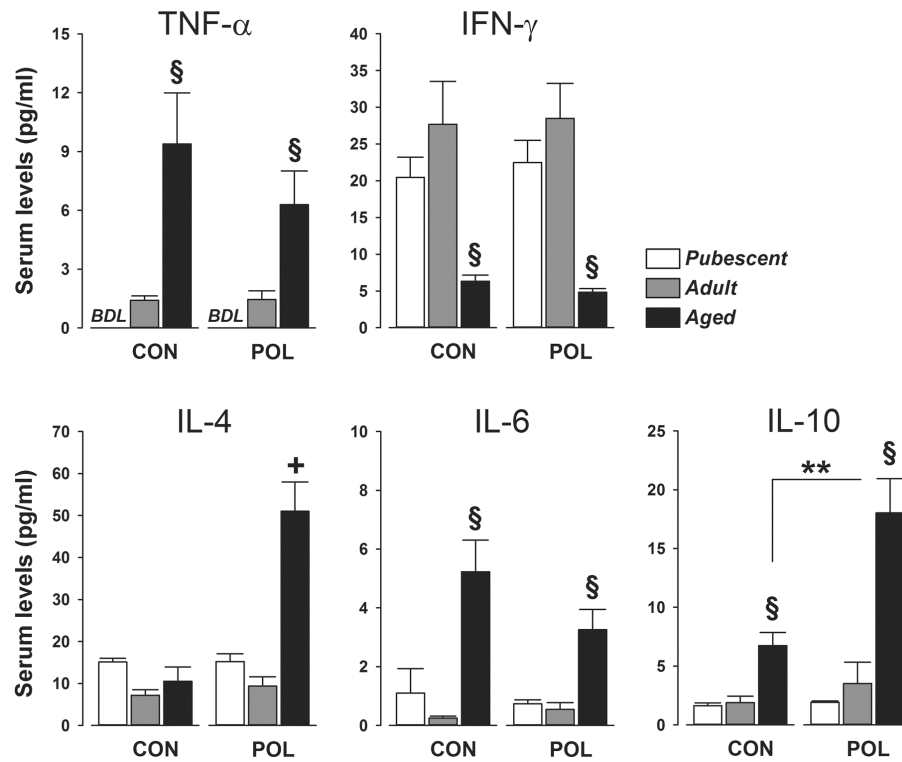 TNF-α
Serum levels (pg/ml)
15
12
9
6
3
0
§
§
BDL
BDL
CON
POL
IFN-γ
40
35
30
25
20
15
10
5
0
§
§
CON
POL
Pubescent
Adult
Aged
IL-4
Serum levels (pg/ml)
70
60
50
40
30
20
10
0
+
CON
POL
IL-6
10
8
6
4
2
0
§
§
CON
POL
IL-10
25
20
15
10
5
0
**
§
§
CON
POL